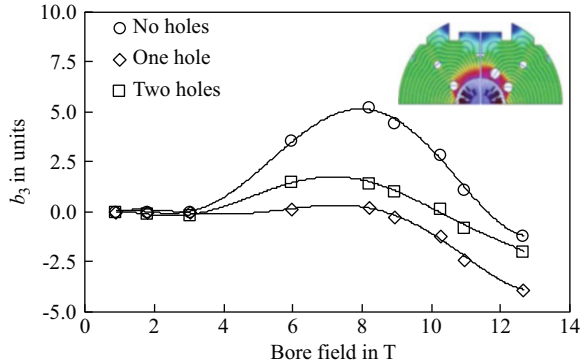 10.0
7.5
5.0
2.5
0.0
-2.5
-5.0
b₃ in units
No holes
One hole
Two holes
0 2 4 6 8 10 12 14
Bore field in T